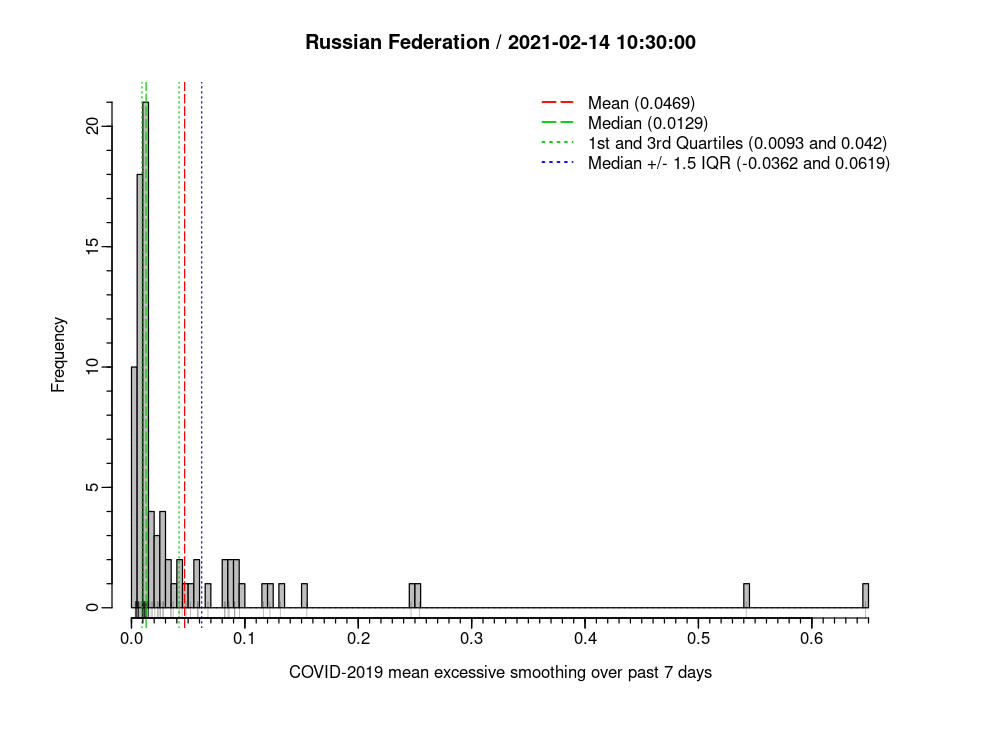 Russian Federation / 2021-02-14 10:30:00
Mean (0.0469)
Median (0.0129)
1st and 3rd Quartiles (0.0093 and 0.042)
Median +/- 1.5 IQR (-0.0362 and 0.0619)
20
15
10
5
0
Frequency
0.0 0.1 0.2 0.3 0.4 0.5 0.6
COVID-2019 mean excessive smoothing over past 7 days